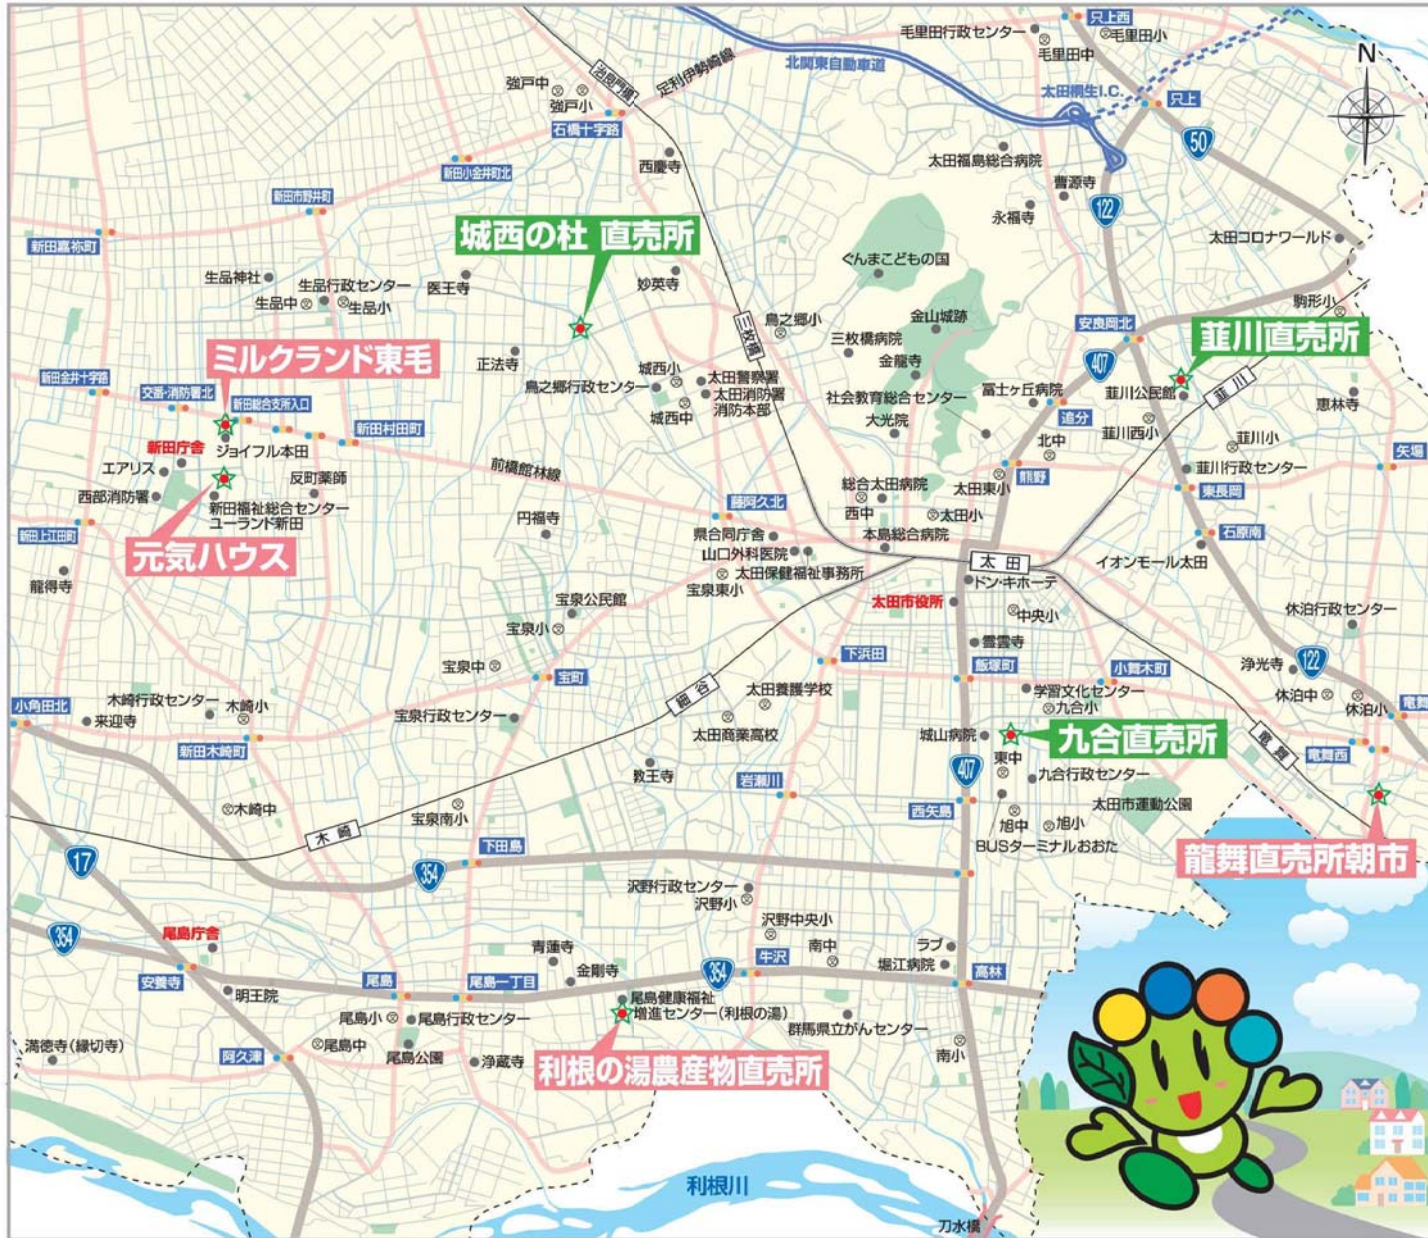 只上西
毛里田行政センター
毛里田小
毛里田中
北関東自動車道
N
足利伊勢崎線
治良門橋
強戸中
強戸小
太田桐生I.C.
只上
石橋十字路
50
西慶寺
太田福島総合病院
新田小金井町北
曹源寺
新田市野井町
永福寺
122
城西の杜 直売所
新田嘉祢町
太田コロナワールド
ぐんまこどもの国
生品神社
生品行政センター
医王寺
妙英寺
生品中
生品小
駒形小
鳥之郷小
金山城跡
安良岡北
三枚橋
韮川直売所
三枚橋病院
ミルクランド東毛
正法寺
城西小
金龍寺
407
新田金井十字路
鳥之郷行政センター
太田警察署
太田消防署
消防本部
冨士ヶ丘病院
韮川公民館
韮川
恵林寺
交番・消防署北
新田総合支所入口
城西中
社会教育総合センター
大光院
追分
韮川西小
新田村田町
北中
韮川小
新田庁舎
ジョイフル本田
前橋館林線
矢場
エアリス
反町薬師
熊野
韮川行政センター
総合太田病院
太田東小
東長岡
西部消防署
新田福祉総合センター
ユーランド新田
藤阿久北
西中
太田小
新田上江田町
円福寺
県合同庁舎
本島総合病院
石原南
元気ハウス
山口外科医院
太田
イオンモール太田
太田保健福祉事務所
龍得寺
宝泉東小
ドン・キホーテ
宝泉公民館
太田市役所
中央小
休泊行政センター
宝泉小
霊雲寺
下浜田
宝泉中
飯塚町
小舞木町
浄光寺
122
宝町
細谷
太田養護学校
学習文化センター
休泊中
木崎行政センター
木崎小
九合小
休泊小
竜舞
小角田北
来迎寺
宝泉行政センター
太田商業高校
城山病院
九合直売所
竜舞
竜舞西
新田木崎町
東中
教王寺
407
九合行政センター
岩瀬川
木崎中
宝泉南小
西矢島
太田市運動公園
旭中
旭小
木崎
BUSターミナルおおた
龍舞直売所朝市
17
下田島
354
沢野行政センター
沢野小
沢野中央小
尾島庁舎
354
青蓮寺
南中
ラブ
牛沢
堀江病院
安養寺
金剛寺
354
高林
尾島
尾島一丁目
明王院
尾島健康福祉
増進センター(利根の湯)
尾島小
尾島行政センター
群馬県立がんセンター
尾島中
南小
満徳寺(縁切寺)
阿久津
尾島公園
浄蔵寺
利根の湯農産物直売所
利根川
刀水橋